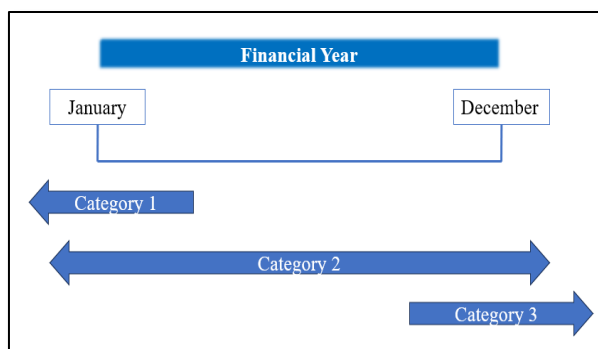 Financial Year
January
December
Category 1
Category 2
Category 3